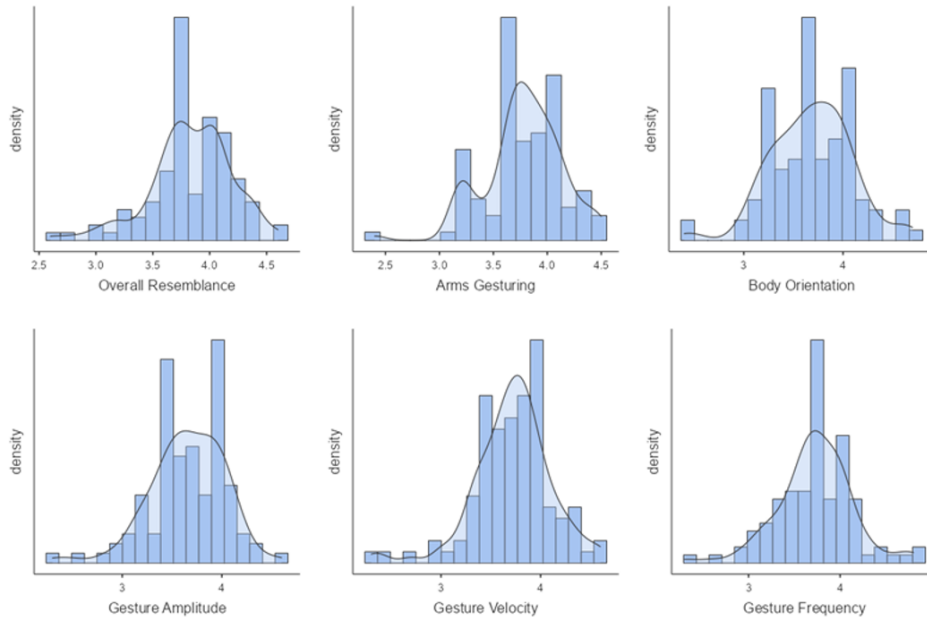 density
density
density
2.5 3.0 3.5 4.0 4.5
2.5 3.0 3.5 4.0 4.5
3 4
Overall Resemblance
Arms Gesturing
Body Orientation
density
density
density
3 4
3 4
3 4
Gesture Amplitude
Gesture Velocity
Gesture Frequency